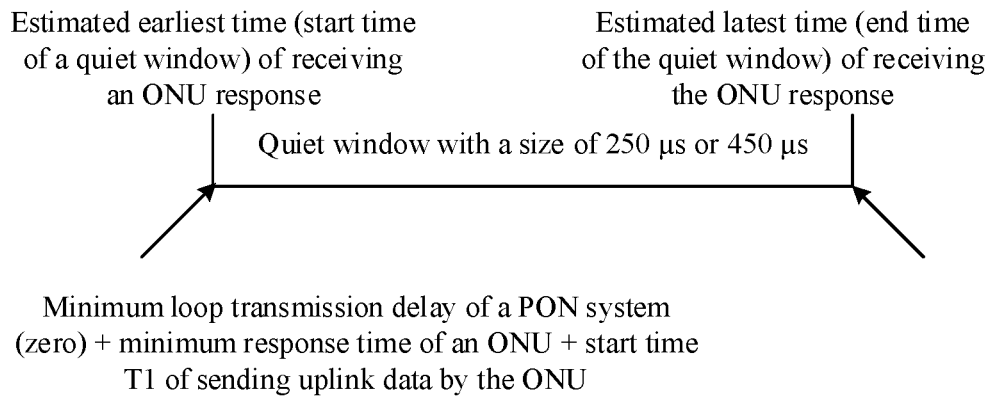 Estimated earliest time (start time
of a quiet window) of receiving
an ONU response
Estimated latest time (end time
of the quiet window) of receiving
the ONU response
Quiet window with a size of 250 μs or 450 μs
Minimum loop transmission delay of a PON system
(zero) + minimum response time of an ONU + start time
T1 of sending uplink data by the ONU